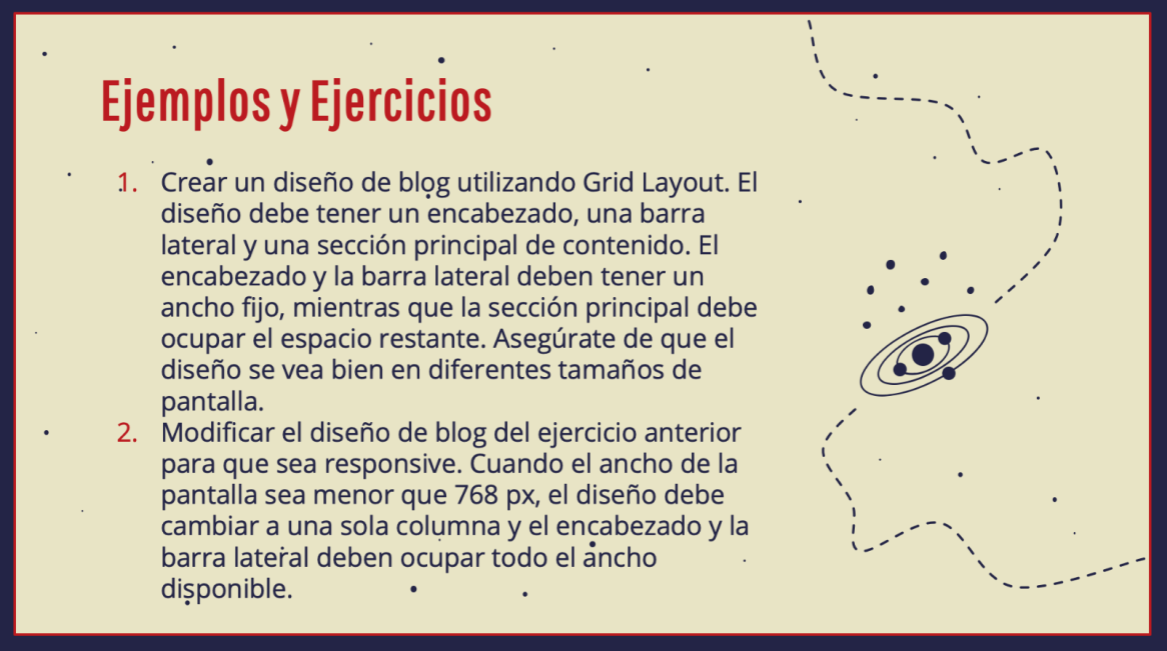 Ejemplos y Ejercicios
1. Crear un diseño de blog utilizando Grid Layout. El
diseño debe tener un encabezado, una barra
lateral y una sección principal de contenido. El
encabezado y la barra lateral deben tener un
ancho fijo, mientras que la sección principal debe
ocupar el espacio restante. Asegúrate de que el
diseño se vea bien en diferentes tamaños de
pantalla.
2. Modificar el diseño de blog del ejercicio anterior
para que sea responsive. Cuando el ancho de la
pantalla sea menor que 768 px, el diseño debe
cambiar a una sola columna y el encabezado y la
barra lateral deben ocupar todo el ancho
disponible.